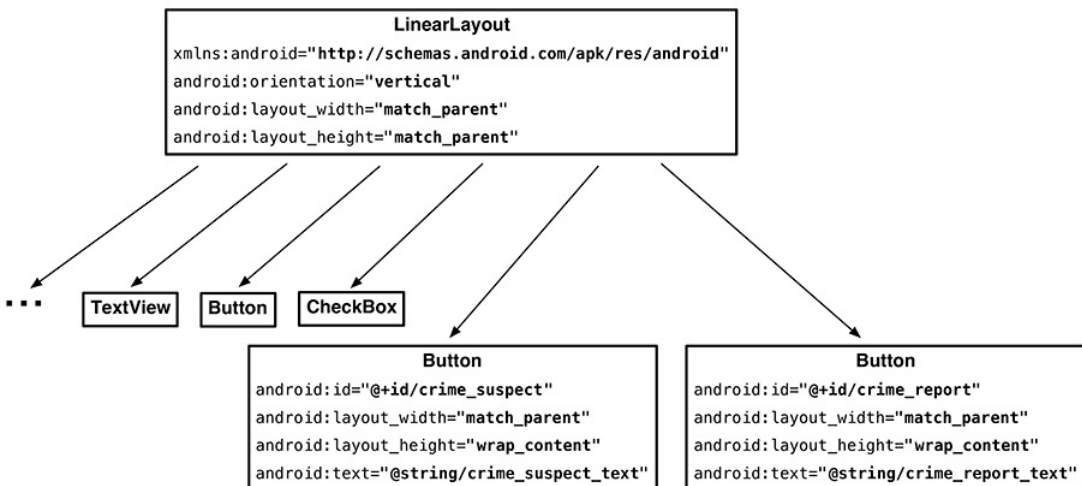 LinearLayout
xmlns:android="http://schemas.android.com/apk/res/android"
android:orientation="vertical"
android:layout_width="match_parent"
android:layout_height="match_parent"
...
TextView
Button
CheckBox
Button
android:id="@+id/crime_suspect"
android:layout_width="match_parent"
android:layout_height="wrap_content"
android:text="@string/crime_suspect_text"
Button
android:id="@+id/crime_report"
android:layout_width="match_parent"
android:layout_height="wrap_content"
android:text="@string/crime_report_text"